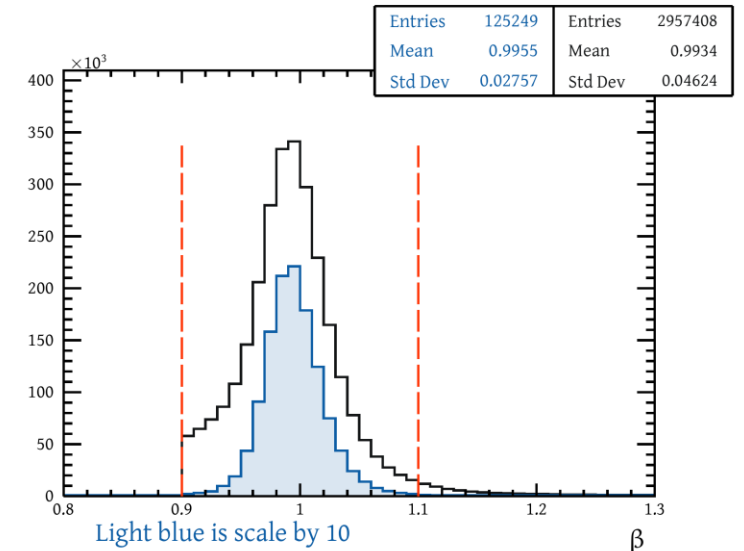 Entries 125249 Entries 2957408
Mean 0.9955 Mean 0.9934
Std Dev 0.02757 Std Dev 0.04624
×10³
400
350
300
250
200
150
100
50
0
0.8 0.9 1 1.1 1.2 1.3
Light blue is scale by 10 β